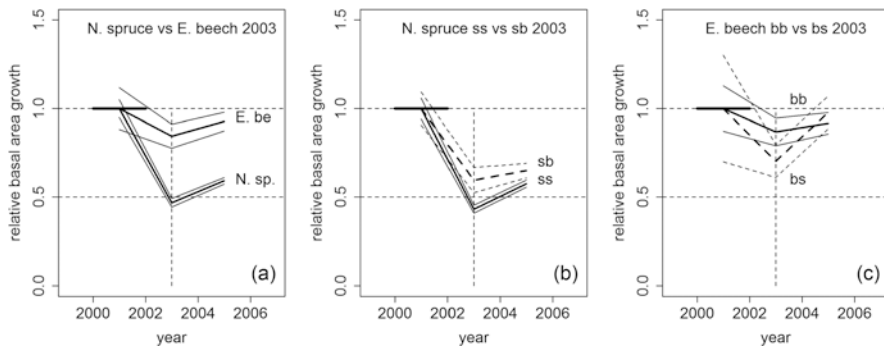 N. spruce vs E. beech 2003
relative basal area growth
0.0 0.5 1.0 1.5
E. be
N. sp.
(a)
2000 2002 2004 2006
year
N. spruce ss vs sb 2003
relative basal area growth
0.0 0.5 1.0 1.5
sb
ss
(b)
2000 2002 2004 2006
year
E. beech bb vs bs 2003
relative basal area growth
0.0 0.5 1.0 1.5
bb
bs
(c)
2000 2002 2004 2006
year